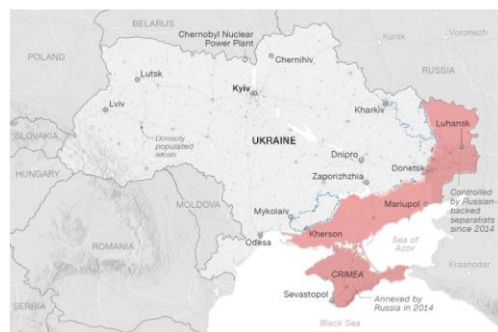 BELARUS
Chernobyl Nuclear
Power Plant
Kursk
Voronezh
POLAND
Chernihiv
RUSSIA
Lutsk
Kyiv
Lviv
Kharkiv
Densely
populated
areas
UKRAINE
Luhansk
SLOVAKIA
Dnipro
HUNGARY
Donetsk
Zaporizhzhia
Controlled
by Russian-
backed
separatists
since 2014
MOLDOVA
Mykolaiv
Mariupol
Kherson
Odesa
ROMANIA
Sea of
Azov
Krasnodar
CRIMEA
SERBIA
Sevastopol
Annexed by
Russia in 2014
Black Sea